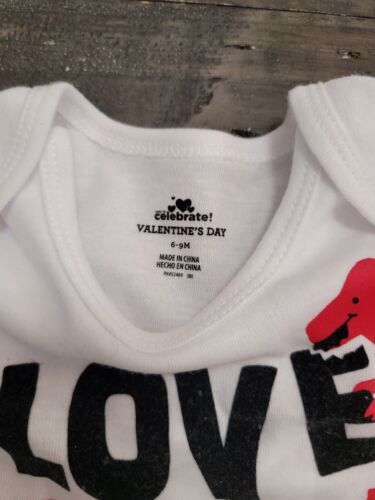 celebrate!
VALENTINE'S DAY
6-9M
MADE IN CHINA
HECHO EN CHINA
LOVE